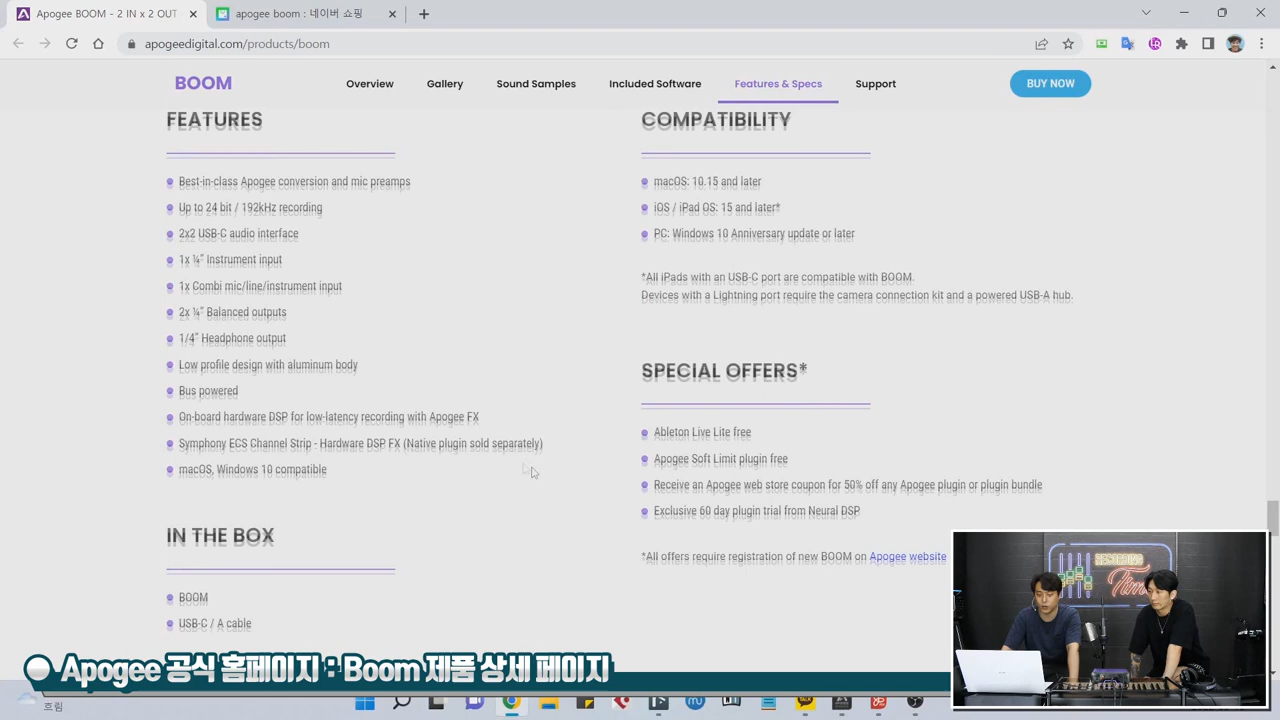 Apogee BOOM - 2 IN x 2 OUT
apogee boom : 네이버 쇼핑
apogeedigital.com/products/boom
BOOM
Overview
Gallery
Sound Samples
Included Software
Features & Specs
Support
BUY NOW
FEATURES
Best-in-class Apogee conversion and mic preamps
Up to 24 bit / 192kHz recording
2x2 USB-C audio interface
1x ¼” Instrument input
1x Combi mic/line/instrument input
2x ¼” Balanced outputs
1/4” Headphone output
Low profile design with aluminum body
Bus powered
On-board hardware DSP for low-latency recording with Apogee FX
Symphony ECS Channel Strip - Hardware DSP FX (Native plugin sold separately)
macOS, Windows 10 compatible
IN THE BOX
BOOM
USB-C / A cable
COMPATIBILITY
macOS: 10.15 and later
iOS / iPad OS: 15 and later*
PC: Windows 10 Anniversary update or later
*All iPads with an USB-C port are compatible with BOOM.
Devices with a Lightning port require the camera connection kit and a powered USB-A hub.
SPECIAL OFFERS*
Ableton Live Lite free
Apogee Soft Limit plugin free
Receive an Apogee web store coupon for 50% off any Apogee plugin or plugin bundle
Exclusive 60 day plugin trial from Neural DSP
*All offers require registration of new BOOM on Apogee website
RECORDING
Time
Apogee 공식 홈페이지 : Boom 제품 상세 페이지
흐림